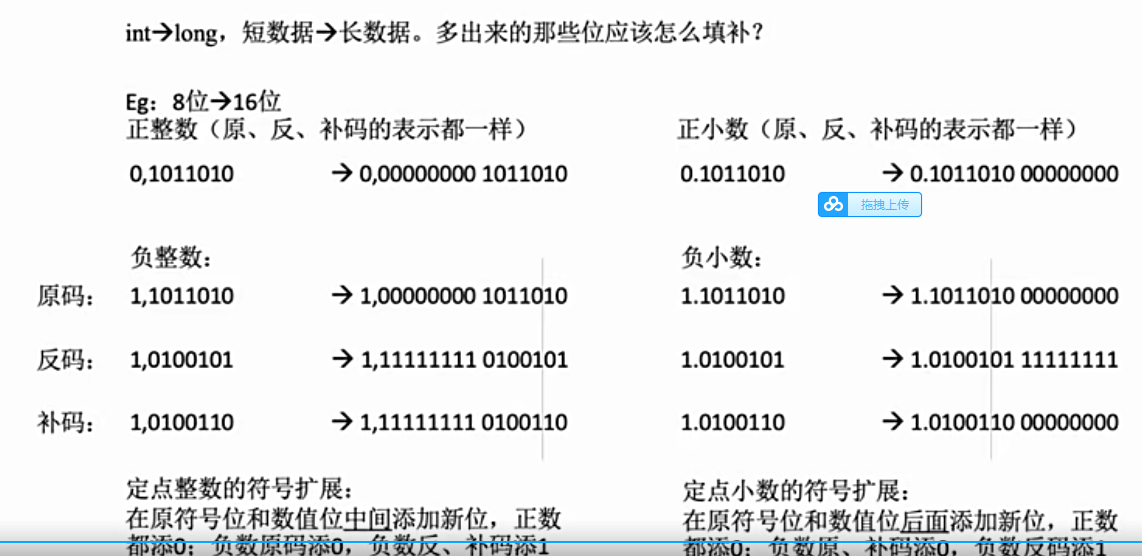 int→long，短数据→长数据。多出来的那些位应该怎么填补？
Eg：8位→16位
正整数（原、反、补码的表示都一样）
正小数（原、反、补码的表示都一样）
0,1011010 → 0,00000000 1011010
0.1011010 → 0.1011010 00000000
拖拽上传
负整数：
负小数：
原码： 1,1011010 → 1,00000000 1011010
1.1011010 → 1.1011010 00000000
反码： 1,0100101 → 1,11111111 0100101
1.0100101 → 1.0100101 11111111
补码： 1,0100110 → 1,11111111 0100110
1.0100110 → 1.0100110 00000000
定点整数的符号扩展：
在原符号位和数值位中间添加新位，正数
都添0；负数原码添0，负数反、补码添1
定点小数的符号扩展：
在原符号位和数值位后面添加新位，正数
都添0；负数原、补码添0，负数反码添1